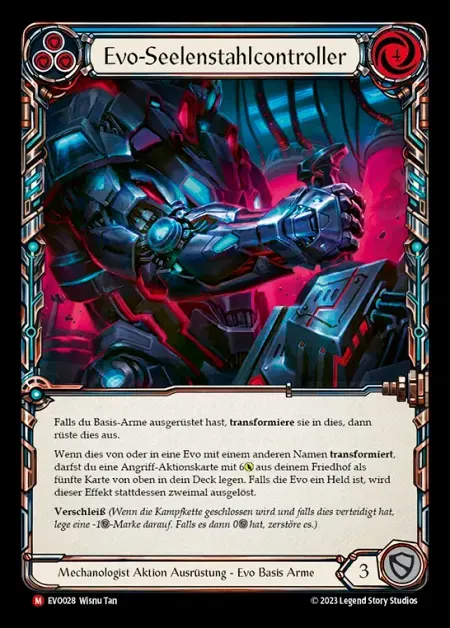 Evo-Seelenstahlcontroller
4
Falls du Basis-Arme ausgerüstet hast, transformiere sie in dies, dann
rüste dies aus.
Wenn dies von oder in eine Evo mit einem anderen Namen transformiert,
darfst du eine Angriff-Aktionskarte mit 6 aus deinem Friedhof als
fünfte Karte von oben in dein Deck legen. Falls die Evo ein Held ist, wird
dieser Effekt stattdessen zweimal ausgelöst.
Verschleiß (Wenn die Kampfkette geschlossen wird und falls dies verteidigt hat,
lege eine -1-Marke darauf. Falls es dann 0 hat, zerstöre es.)
Mechanologist Aktion Ausrüstung - Evo Basis Arme
3
M EVO028 Wisnu Tan
© 2023 Legend Story Studios